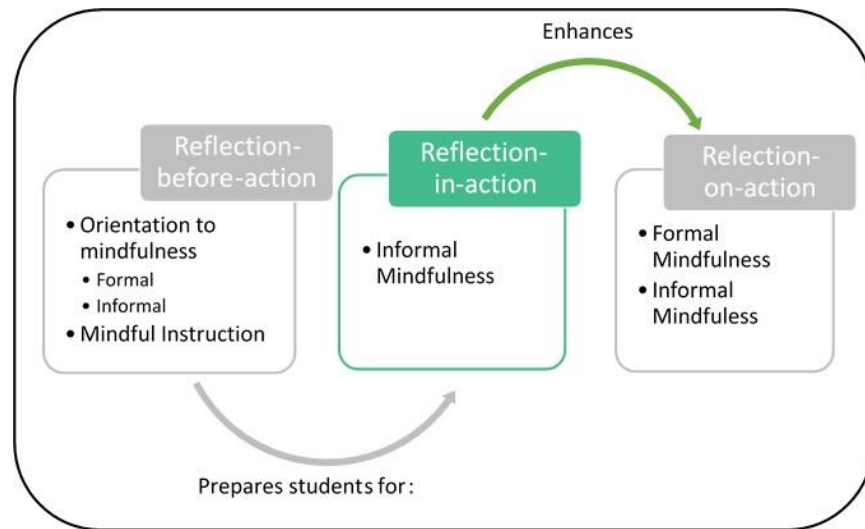 Enhances
Reflection-
before-action
• Orientation to
mindfulness
• Formal
• Informal
• Mindful Instruction
Reflection-
in-action
• Informal
Mindfulness
Relection-
on-action
• Formal
Mindfulness
• Informal
Mindfuless
Prepares students for: